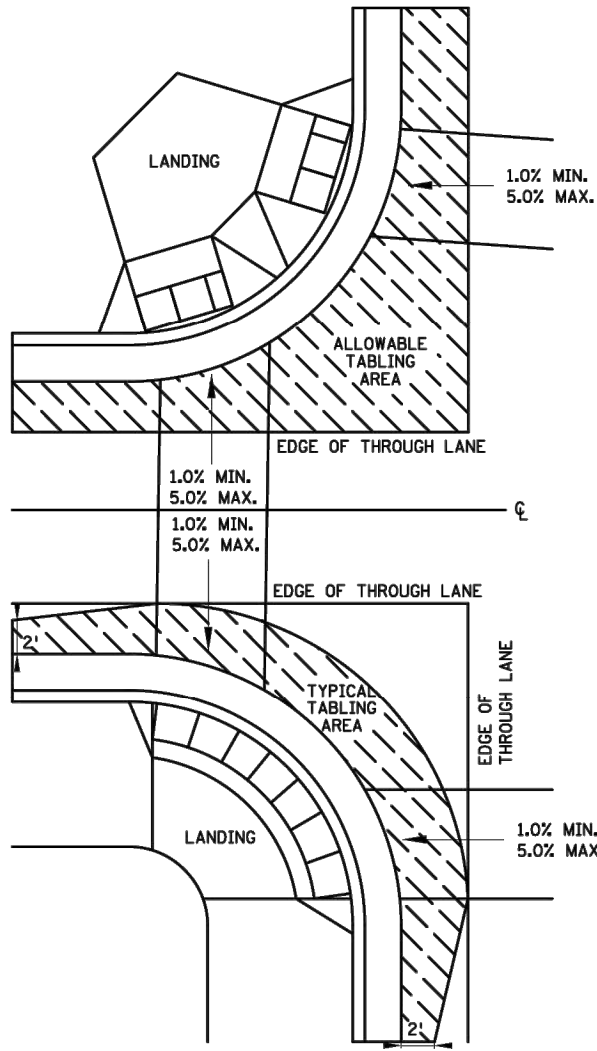 LANDING
1.0% MIN.
5.0% MAX.
ALLOWABLE
TABLING
AREA
EDGE OF THROUGH LANE
1.0% MIN.
5.0% MAX.
1.0% MIN.
5.0% MAX.
℄
EDGE OF THROUGH LANE
2'
TYPICAL
TABLING
AREA
EDGE OF
THROUGH LANE
LANDING
1.0% MIN.
5.0% MAX
2'